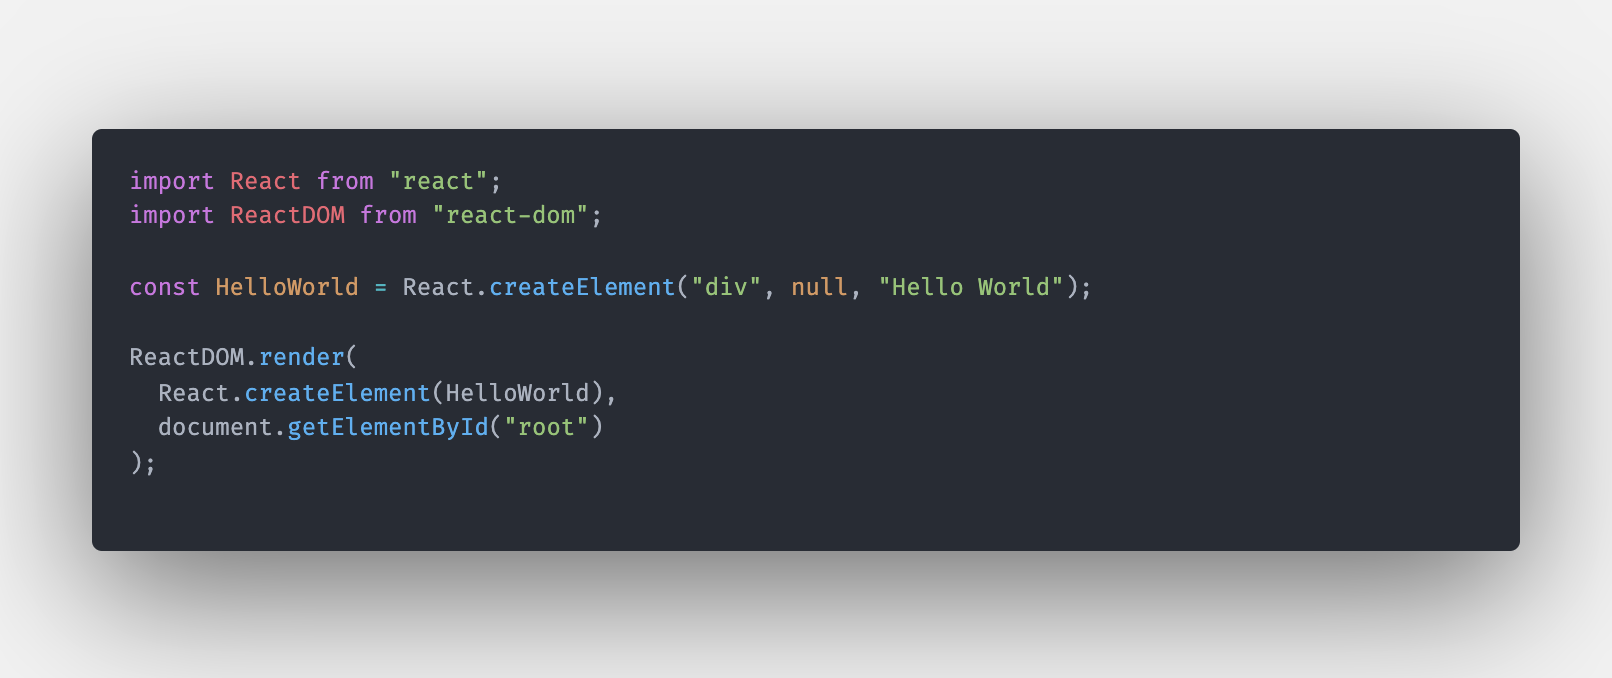 import React from "react";
import ReactDOM from "react-dom";
const HelloWorld = React.createElement("div", null, "Hello World");
ReactDOM.render(
  React.createElement(HelloWorld),
  document.getElementById("root")
);